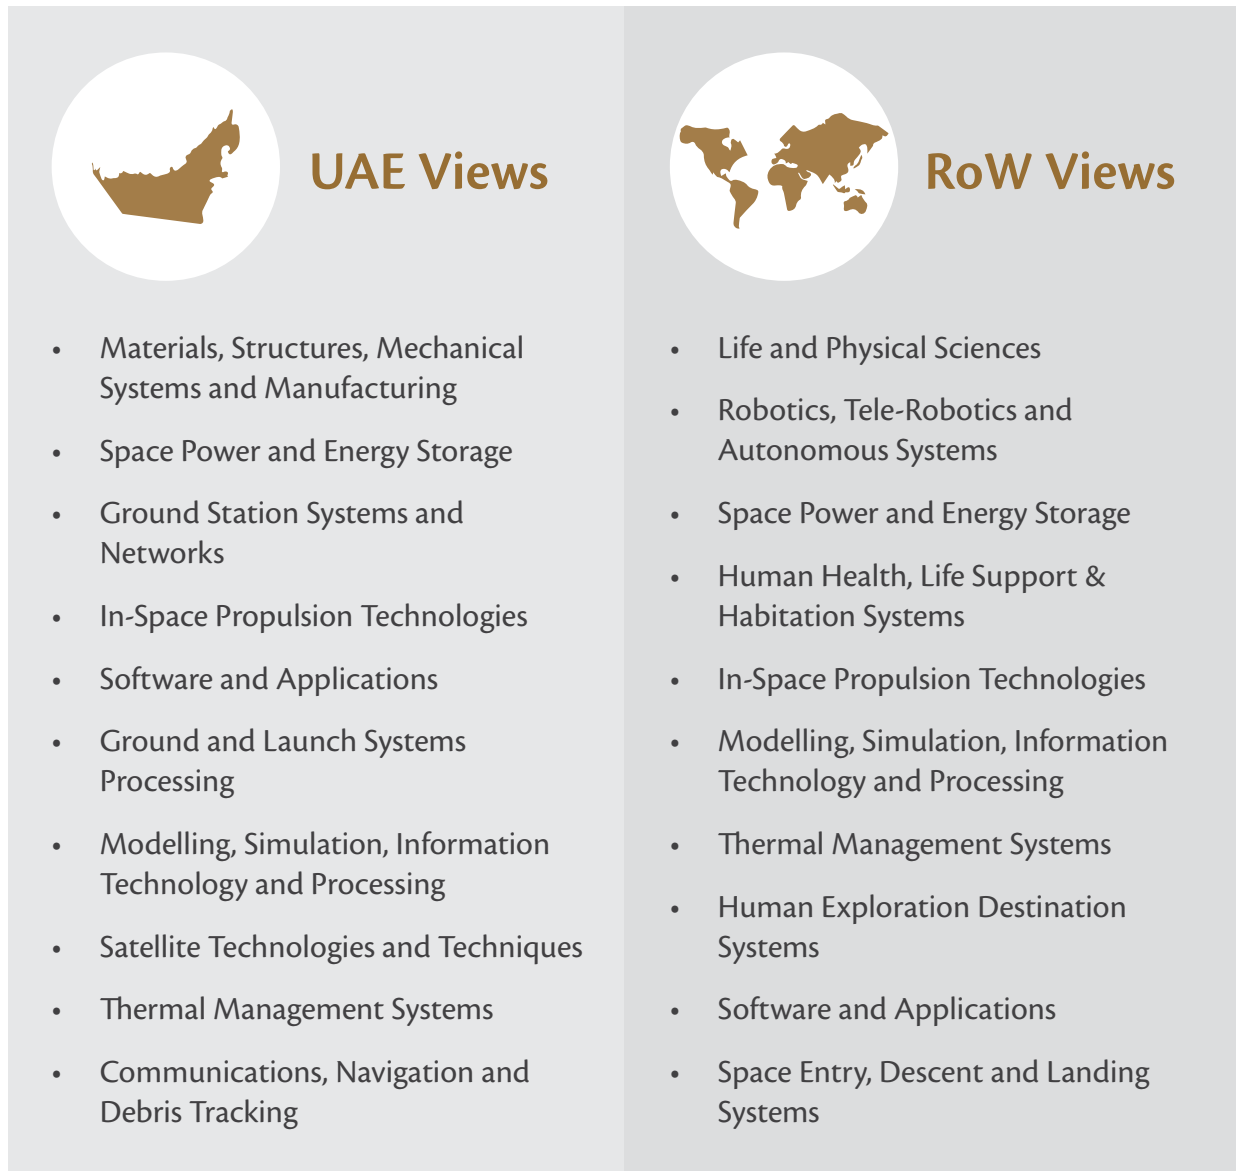 UAE Views
• Materials, Structures, Mechanical
Systems and Manufacturing
• Space Power and Energy Storage
• Ground Station Systems and
Networks
• In-Space Propulsion Technologies
• Software and Applications
• Ground and Launch Systems
Processing
• Modelling, Simulation, Information
Technology and Processing
• Satellite Technologies and Techniques
• Thermal Management Systems
• Communications, Navigation and
Debris Tracking
RoW Views
• Life and Physical Sciences
• Robotics, Tele-Robotics and
Autonomous Systems
• Space Power and Energy Storage
• Human Health, Life Support &
Habitation Systems
• In-Space Propulsion Technologies
• Modelling, Simulation, Information
Technology and Processing
• Thermal Management Systems
• Human Exploration Destination
Systems
• Software and Applications
• Space Entry, Descent and Landing
Systems